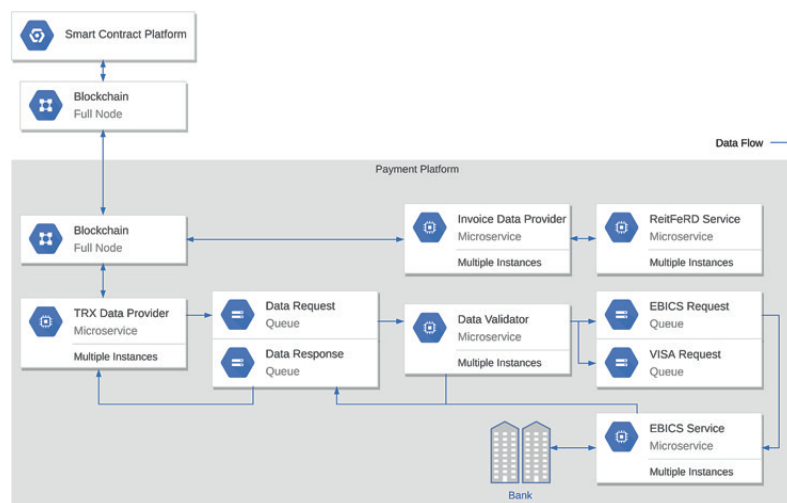 Smart Contract Platform
Blockchain
Full Node
Data Flow
Payment Platform
Blockchain
Full Node
Invoice Data Provider
Microservice
Multiple Instances
ReitFeRD Service
Microservice
Multiple Instances
TRX Data Provider
Microservice
Multiple Instances
Data Request
Queue
Data Response
Queue
Data Validator
Microservice
Multiple Instances
EBICS Request
Queue
VISA Request
Queue
EBICS Service
Microservice
Multiple Instances
Bank